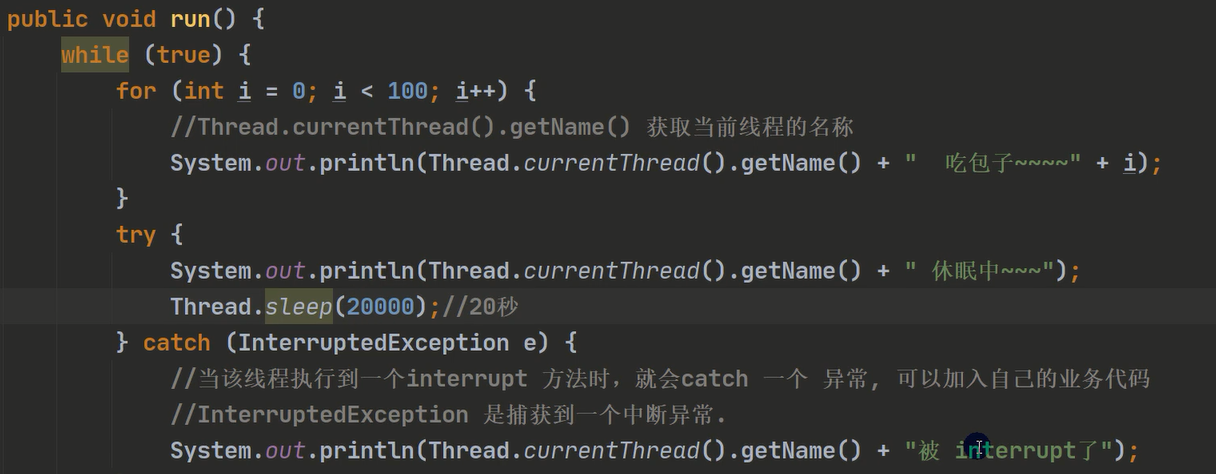 public void run() {
while (true) {
for (int i = 0; i < 100; i++) {
//Thread.currentThread().getName() 获取当前线程的名称
System.out.println(Thread.currentThread().getName() + "  吃包子~~~~" + i);
}
try {
System.out.println(Thread.currentThread().getName() + " 休眠中~~~");
Thread.sleep(20000);//20秒
} catch (InterruptedException e) {
//当该线程执行到一个interrupt 方法时，就会catch 一个 异常, 可以加入自己的业务代码
//InterruptedException 是捕获到一个中断异常.
System.out.println(Thread.currentThread().getName() + "被 interrupt了");